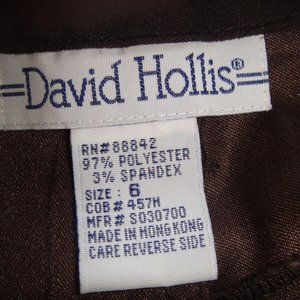 David Hollis®
RN# 88842
97% POLYESTER
3% SPANDEX
SIZE : 6
COB # 457H
MFR# S030700
MADE IN HONG KONG
CARE REVERSE SIDE